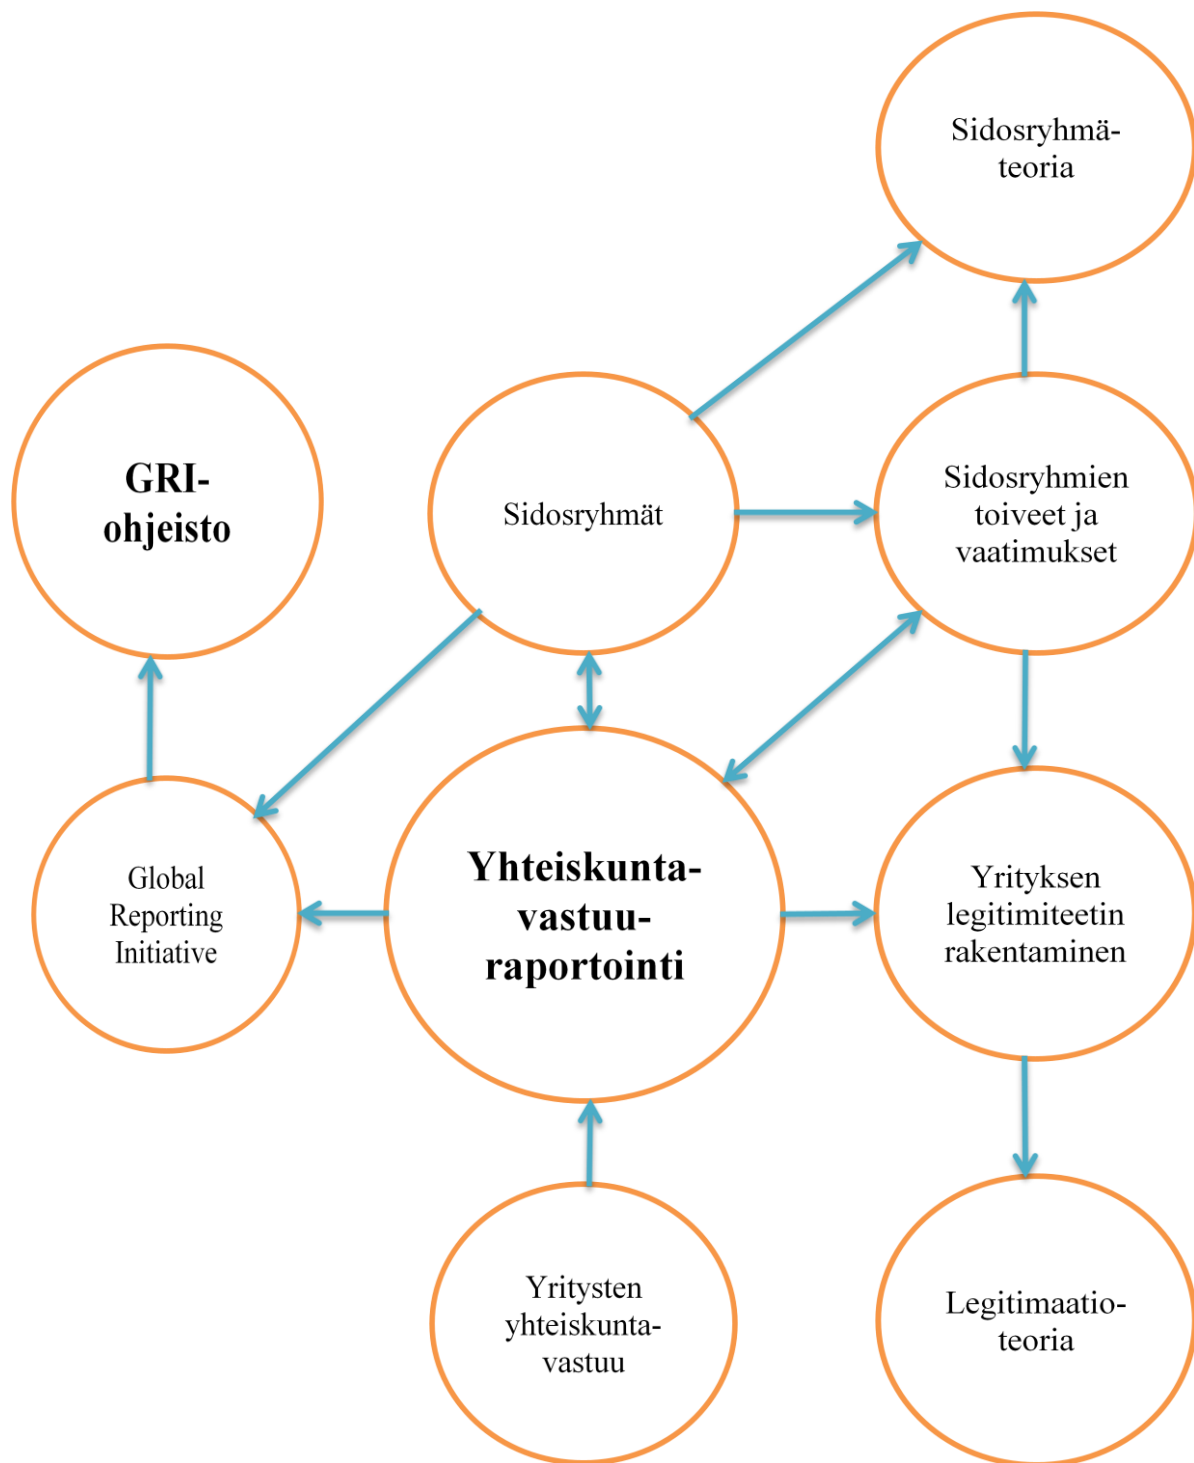 Sidosryhmä-
teoria
GRI-
ohjeisto
Sidosryhmät
Sidosryhmien
toiveet ja
vaatimukset
Global
Reporting
Initiative
Yhteiskunta-
vastuu-
raportointi
Yrityksen
legitimiteetin
rakentaminen
Yritysten
yhteiskunta-
vastuu
Legitimaatio-
teoria